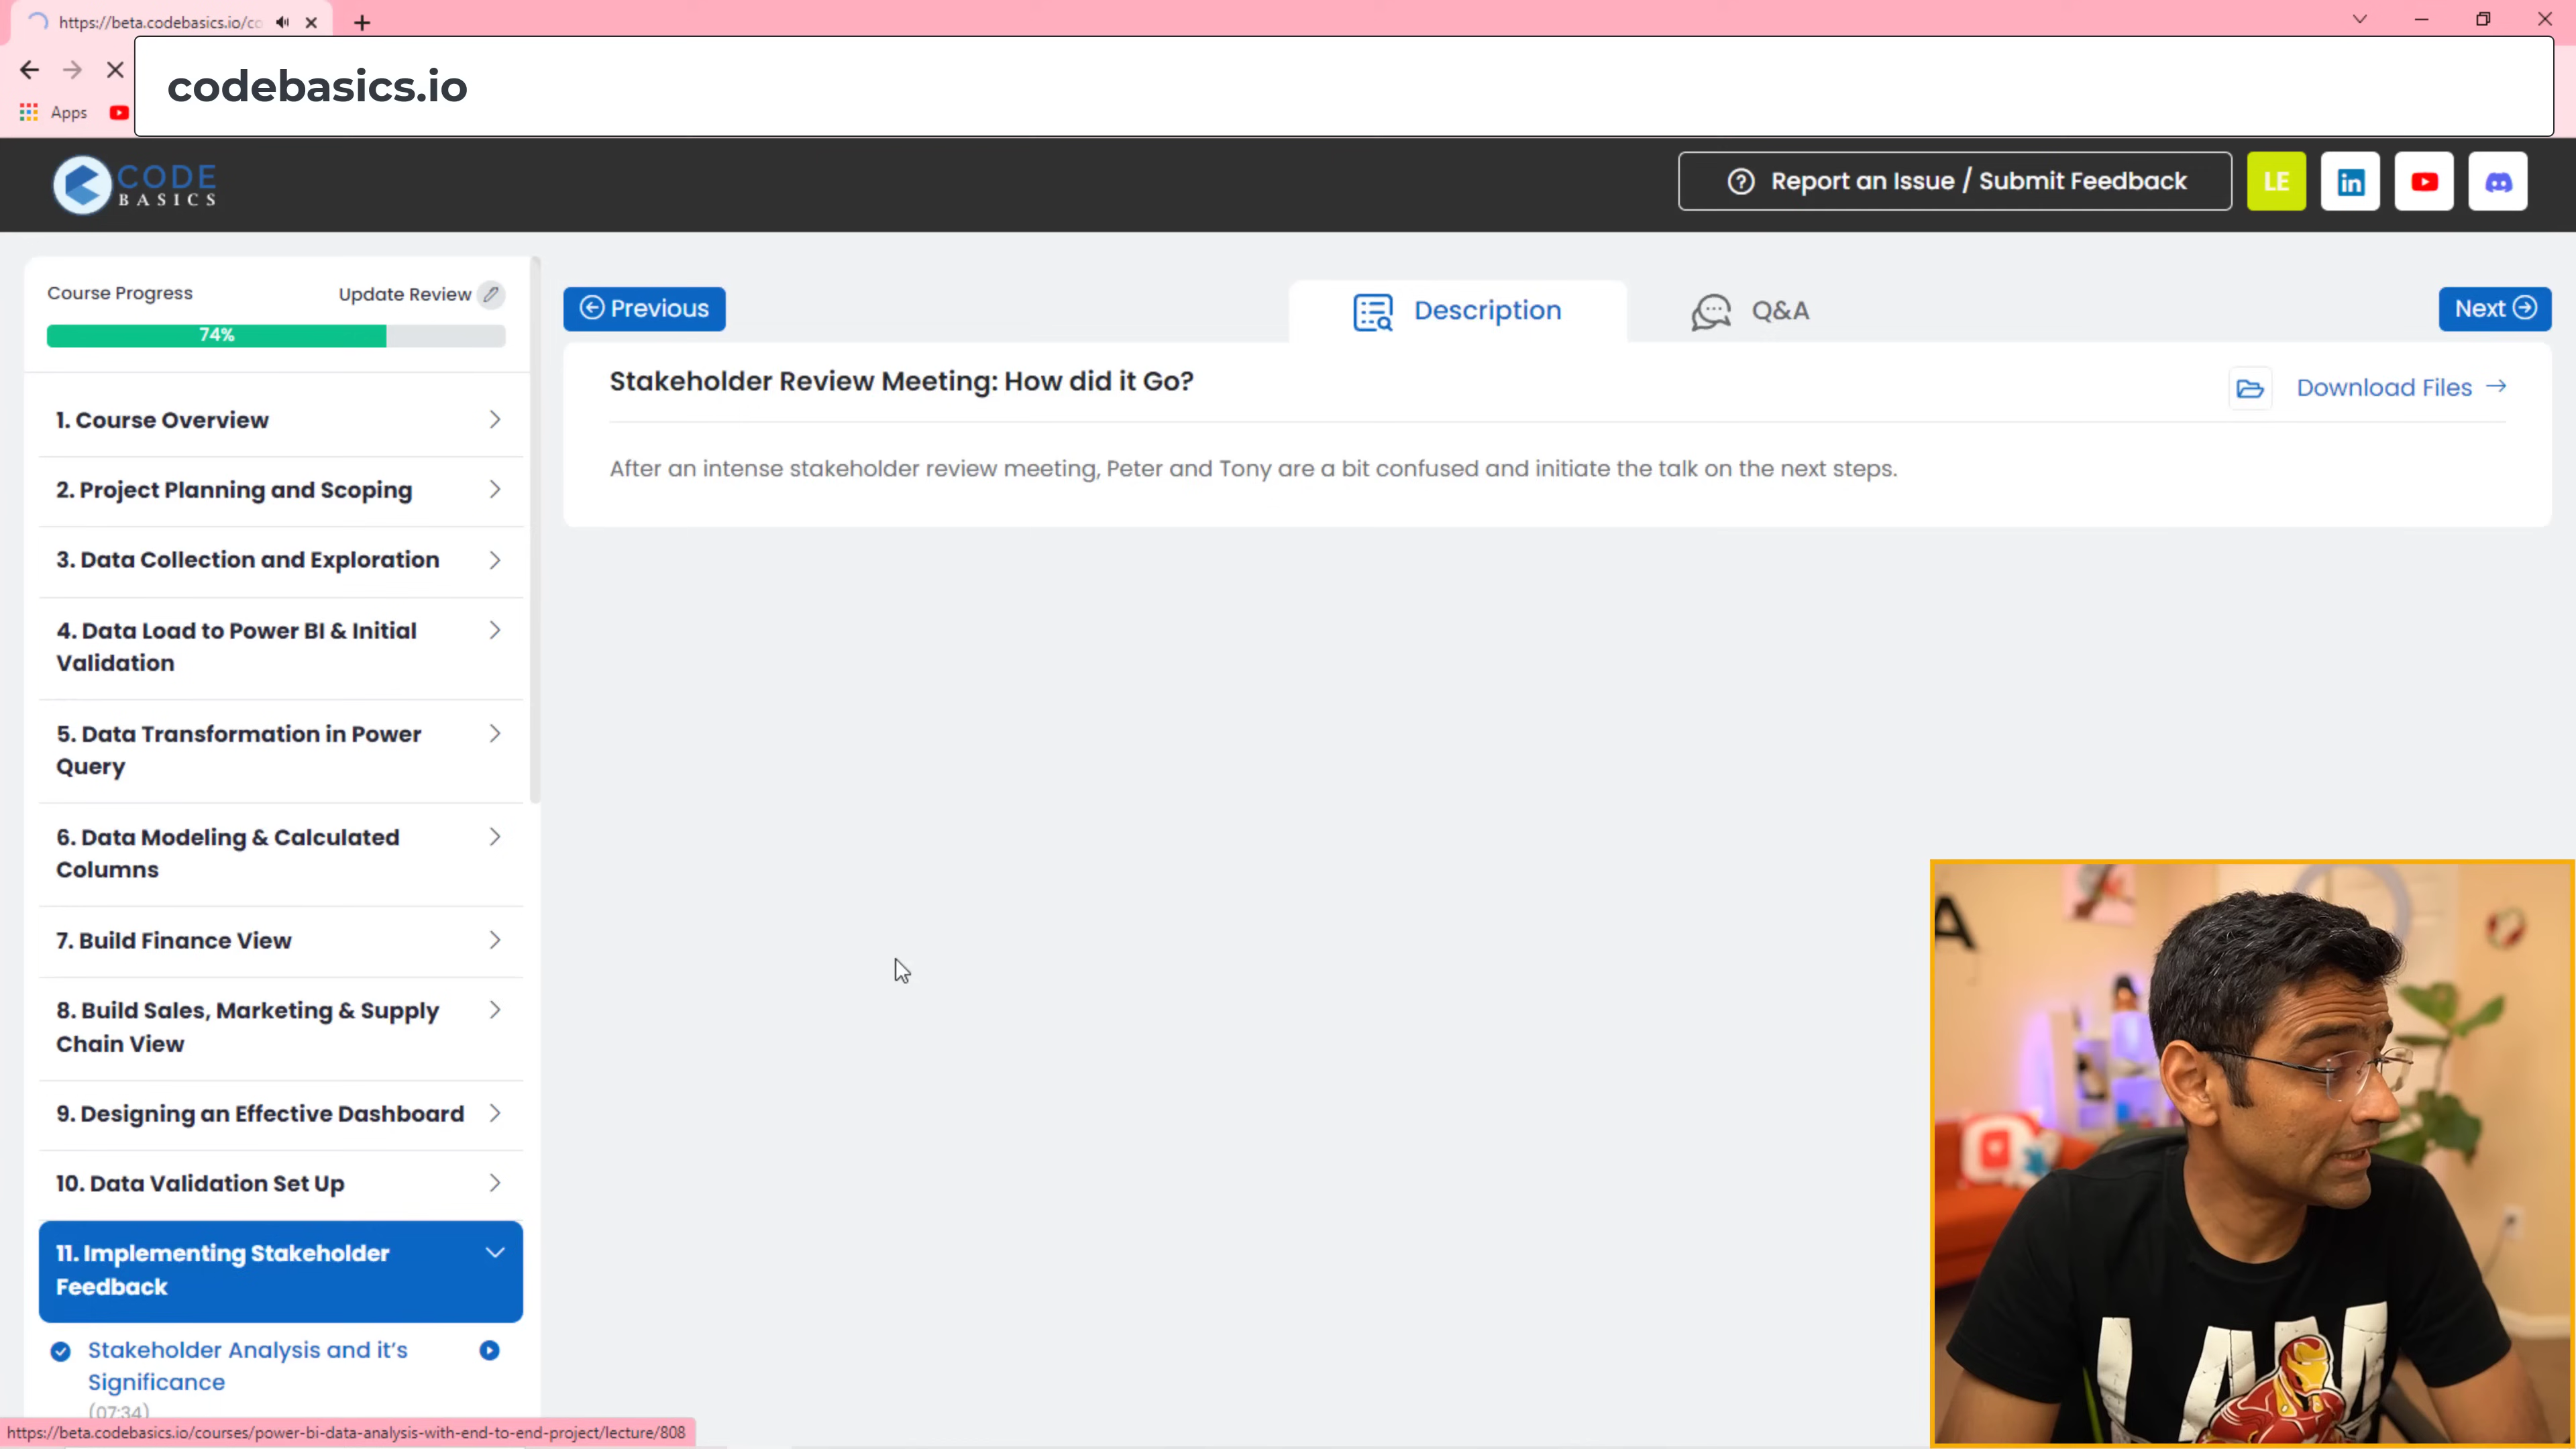 https://beta.codebasics.io/co
codebasics.io
Apps
CODE
BASICS
Report an Issue / Submit Feedback
LE
in
Course Progress
Update Review
74%
Previous
Description
Q&A
Next
1. Course Overview
2. Project Planning and Scoping
3. Data Collection and Exploration
4. Data Load to Power BI & Initial
Validation
5. Data Transformation in Power
Query
6. Data Modeling & Calculated
Columns
7. Build Finance View
8. Build Sales, Marketing & Supply
Chain View
9. Designing an Effective Dashboard
10. Data Validation Set Up
11. Implementing Stakeholder
Feedback
Stakeholder Analysis and it's
Significance
(07:34)
Stakeholder Review Meeting: How did it Go?
Download Files
After an intense stakeholder review meeting, Peter and Tony are a bit confused and initiate the talk on the next steps.
A
I AM
https://beta.codebasics.io/courses/power-bi-data-analysis-with-end-to-end-project/lecture/808